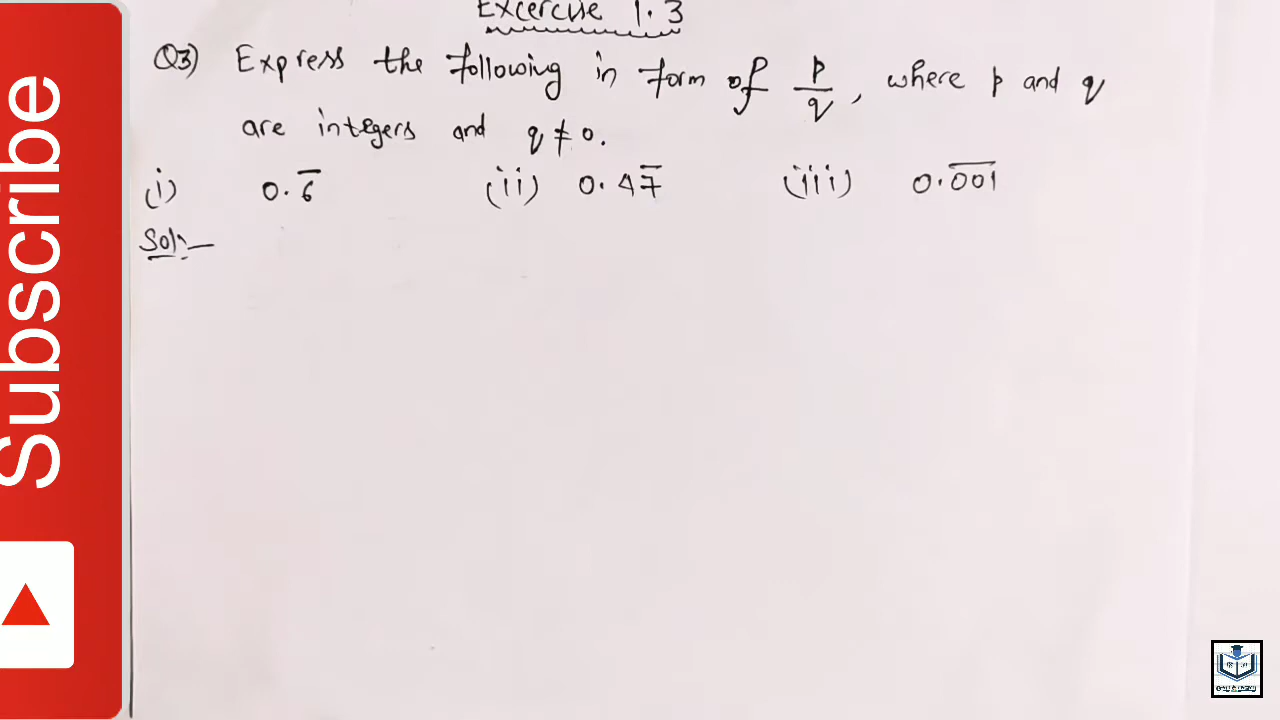 Excercise 1.3
Q3) Express the following in form of p/q, where p and q
are integers and q ≠ 0.
(i) 0.6̅ (ii) 0.47̅ (iii) 0.0̅0̅1̅
Sol:-
Subscribe